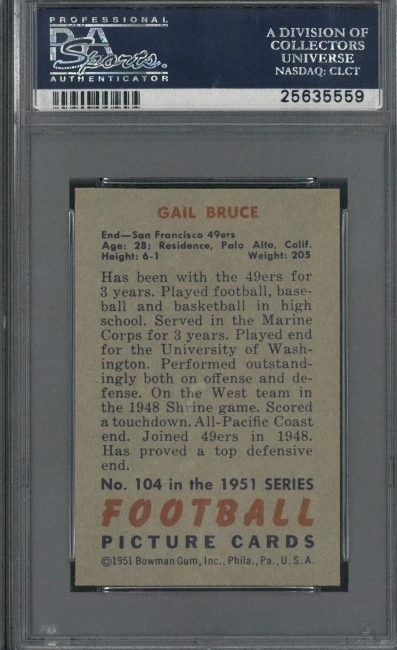 PROFESSIONAL
PSA
Sports.
AUTHENTICATOR
A DIVISION OF
COLLECTORS
UNIVERSE
NASDAQ: CLCT
25635559
GAIL BRUCE
End—San Francisco 49ers
Age: 28; Residence, Palo Alto, Calif.
Height: 6-1 Weight: 205
Has been with the 49ers for
3 years. Played football, base-
ball and basketball in high
school. Served in the Marine
Corps for 3 years. Played end
for the University of Wash-
ington. Performed outstand-
ingly both on offense and de-
fense. On the West team in
the 1948 Shrine game. Scored
a touchdown. All-Pacific Coast
end. Joined 49ers in 1948.
Has proved a top defensive
end.
No. 104 in the 1951 SERIES
FOOTBALL
PICTURE CARDS
©1951 Bowman Gum, Inc., Phila., Pa., U.S.A.